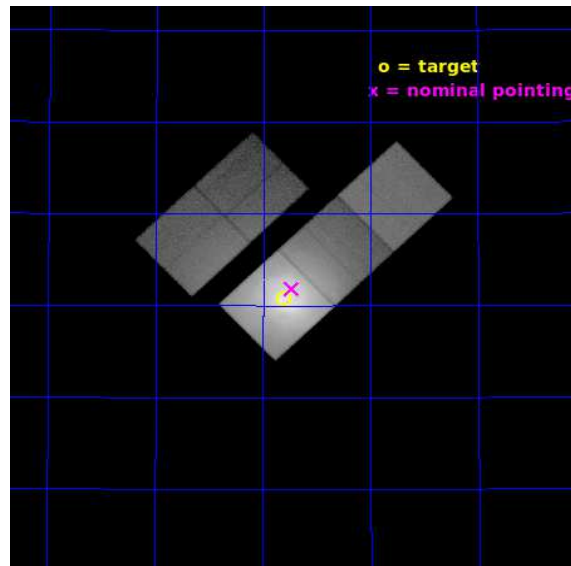 o = target
x = nominal pointing